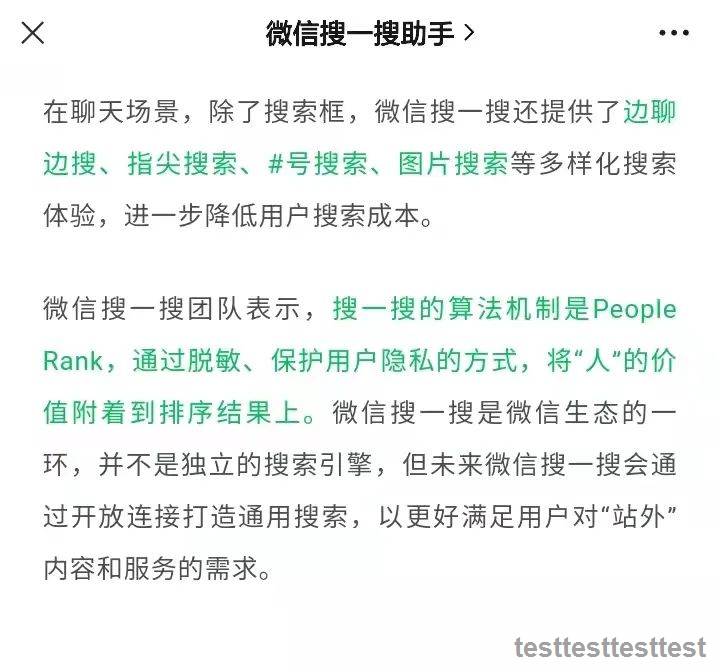 微信搜一搜助手
在聊天场景，除了搜索框，微信搜一搜还提供了边聊
边搜、指尖搜索、#号搜索、图片搜索等多样化搜索
体验，进一步降低用户搜索成本。
微信搜一搜团队表示，搜一搜的算法机制是People
Rank，通过脱敏、保护用户隐私的方式，将“人”的价
值附着到排序结果上。微信搜一搜是微信生态的一
环，并不是独立的搜索引擎，但未来微信搜一搜会通
过开放连接打造通用搜索，以更好满足用户对“站外”
内容和服务的需求。
testtesttesttesttest